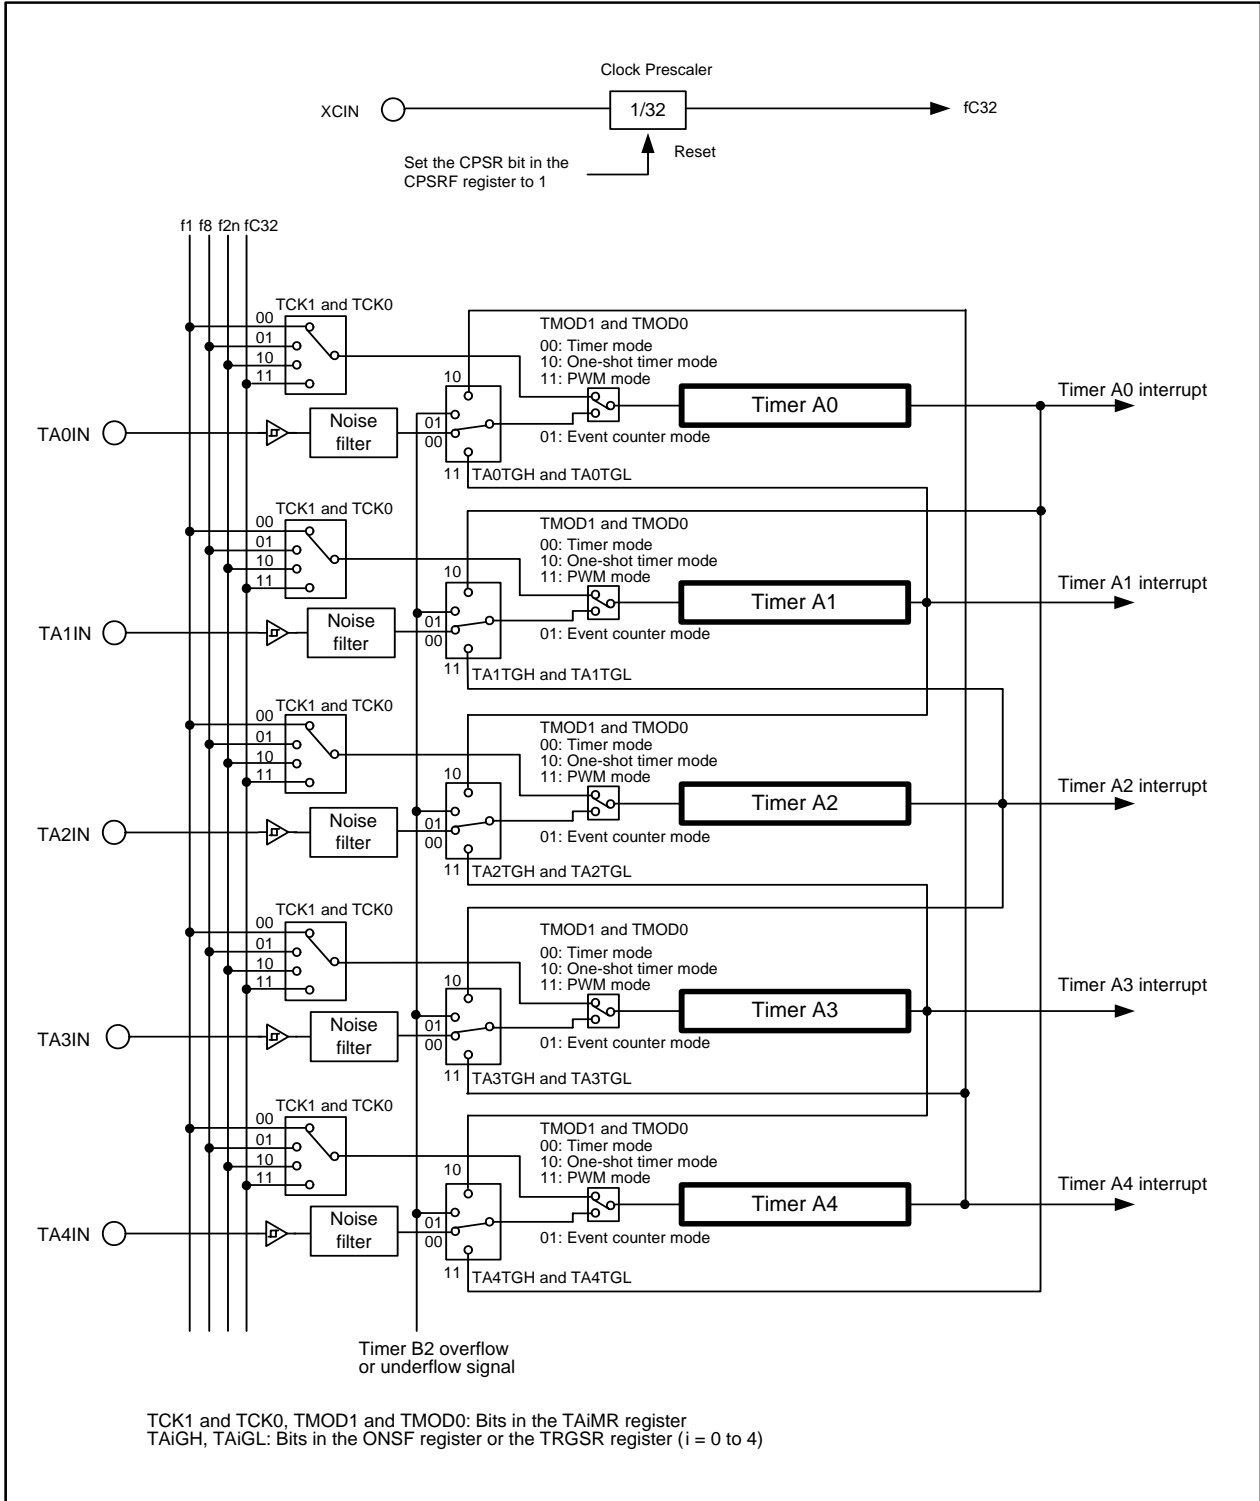 Clock Prescaler
XCIN
1/32
fC32
Set the CPSR bit in the
CPSRF register to 1
Reset
f1 f8 f2n fC32
TCK1 and TCK0
00
01
10
11
TMOD1 and TMOD0
00: Timer mode
10: One-shot timer mode
11: PWM mode
10
01
00
11
TA0IN
Noise
filter
Timer A0
Timer A0 interrupt
01: Event counter mode
TA0TGH and TA0TGL
TCK1 and TCK0
00
01
10
11
TMOD1 and TMOD0
00: Timer mode
10: One-shot timer mode
11: PWM mode
10
01
00
11
TA1IN
Noise
filter
Timer A1
Timer A1 interrupt
01: Event counter mode
TA1TGH and TA1TGL
TCK1 and TCK0
00
01
10
11
TMOD1 and TMOD0
00: Timer mode
10: One-shot timer mode
11: PWM mode
10
01
00
11
TA2IN
Noise
filter
Timer A2
Timer A2 interrupt
01: Event counter mode
TA2TGH and TA2TGL
TCK1 and TCK0
00
01
10
11
TMOD1 and TMOD0
00: Timer mode
10: One-shot timer mode
11: PWM mode
10
01
00
11
TA3IN
Noise
filter
Timer A3
Timer A3 interrupt
01: Event counter mode
TA3TGH and TA3TGL
TCK1 and TCK0
00
01
10
11
TMOD1 and TMOD0
00: Timer mode
10: One-shot timer mode
11: PWM mode
10
01
00
11
TA4IN
Noise
filter
Timer A4
Timer A4 interrupt
01: Event counter mode
TA4TGH and TA4TGL
Timer B2 overflow
or underflow signal
TCK1 and TCK0, TMOD1 and TMOD0: Bits in the TAiMR register
TAiGH, TAiGL: Bits in the ONSF register or the TRGSR register (i = 0 to 4)